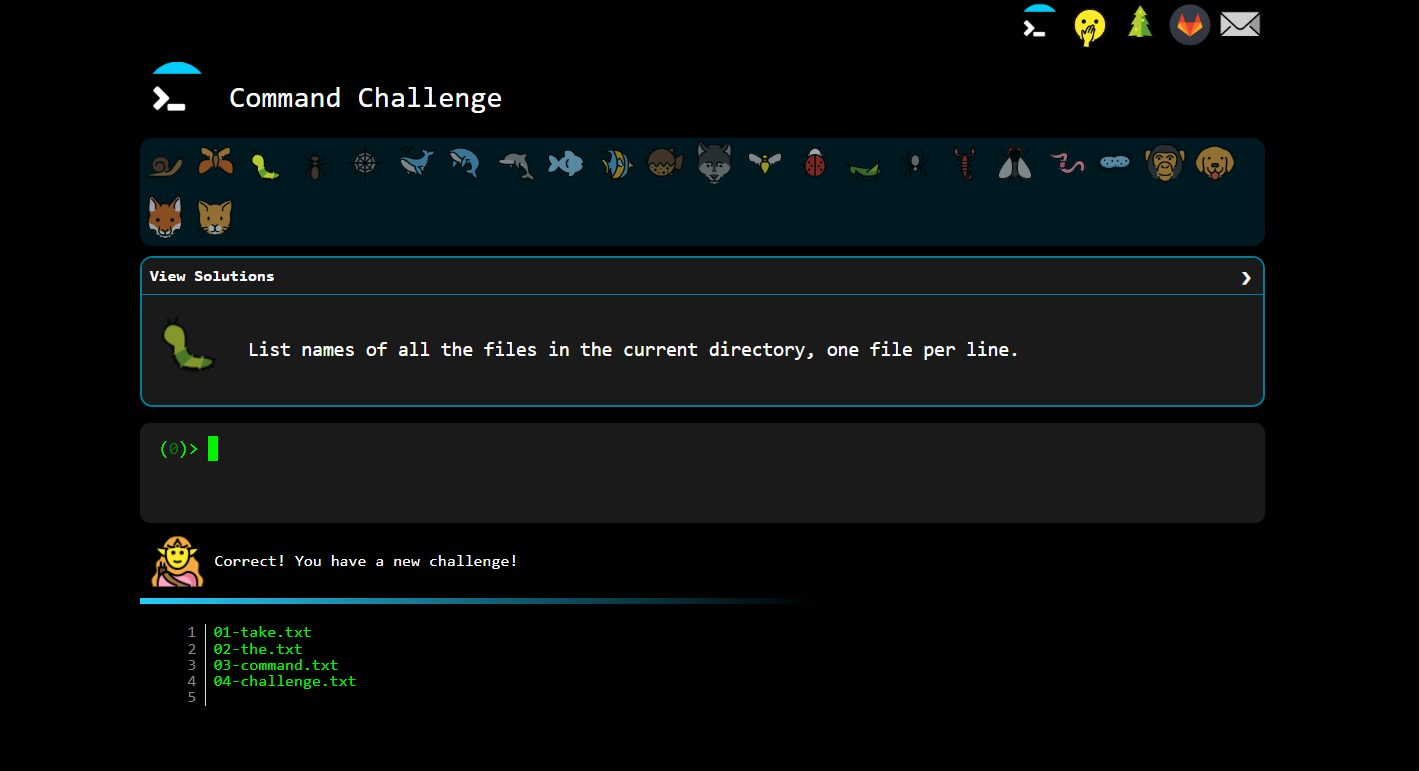 Command Challenge
View Solutions
List names of all the files in the current directory, one file per line.
(0)>
Correct! You have a new challenge!
1 01-take.txt
2 02-the.txt
3 03-command.txt
4 04-challenge.txt
5